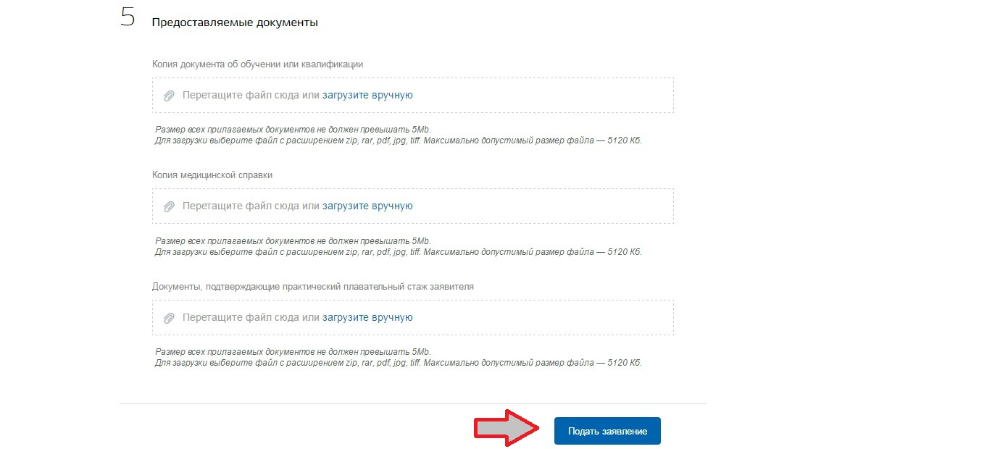 5 Предоставляемые документы
Копия документа об обучении или квалификации
Перетащите файл сюда или загрузите вручную
Размер всех прилагаемых документов не должен превышать 5Mb.
Для загрузки выберите файл с расширением zip, rar, pdf, jpg, tiff. Максимально допустимый размер файла — 5120 Кб.
Копия медицинской справки
Перетащите файл сюда или загрузите вручную
Размер всех прилагаемых документов не должен превышать 5Mb.
Для загрузки выберите файл с расширением zip, rar, pdf, jpg, tiff. Максимально допустимый размер файла — 5120 Кб.
Документы, подтверждающие практический плавательный стаж заявителя
Перетащите файл сюда или загрузите вручную
Размер всех прилагаемых документов не должен превышать 5Mb.
Для загрузки выберите файл с расширением zip, rar, pdf, jpg, tiff. Максимально допустимый размер файла — 5120 Кб.
Подать заявление